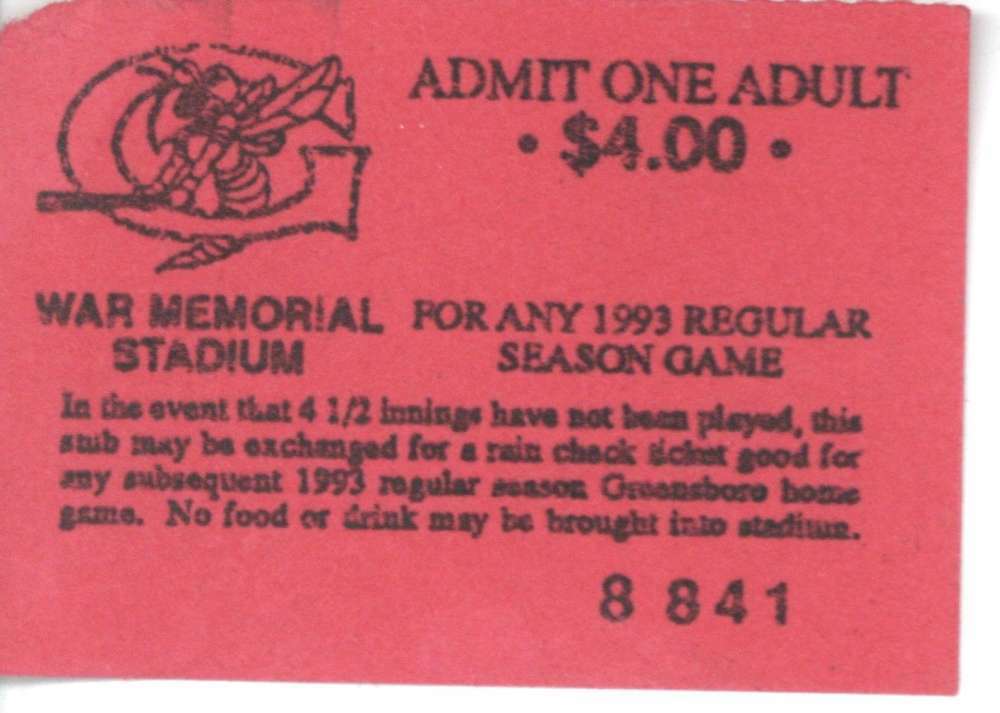 ADMIT ONE ADULT
• $4.00 •
WAR MEMORIAL
STADIUM
FOR ANY 1993 REGULAR
SEASON GAME
In the event that 4 1/2 innings have not been played, this
stub may be exchanged for a rain check ticket good for
any subsequent 1993 regular season Greensboro home
game. No food or drink may be brought into stadium.
8 841